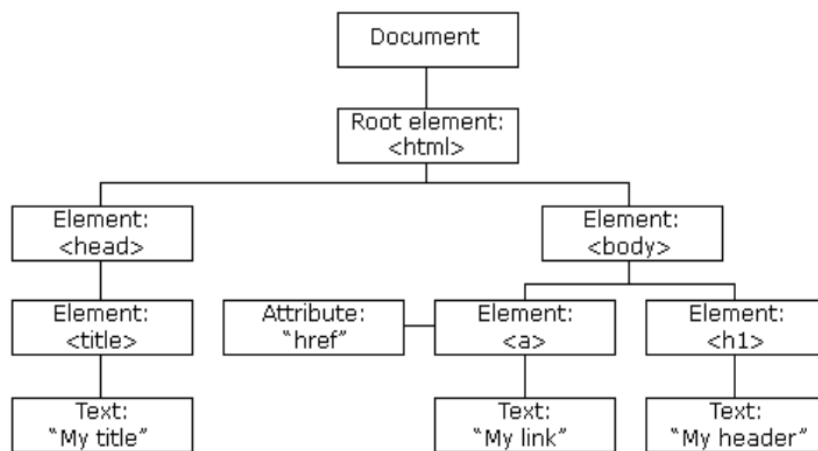 Document
Root element:
<html>
Element:
<head>
Element:
<body>
Element:
<title>
Attribute:
“href”
Element:
<a>
Element:
<h1>
Text:
“My title”
Text:
“My link”
Text:
“My header”